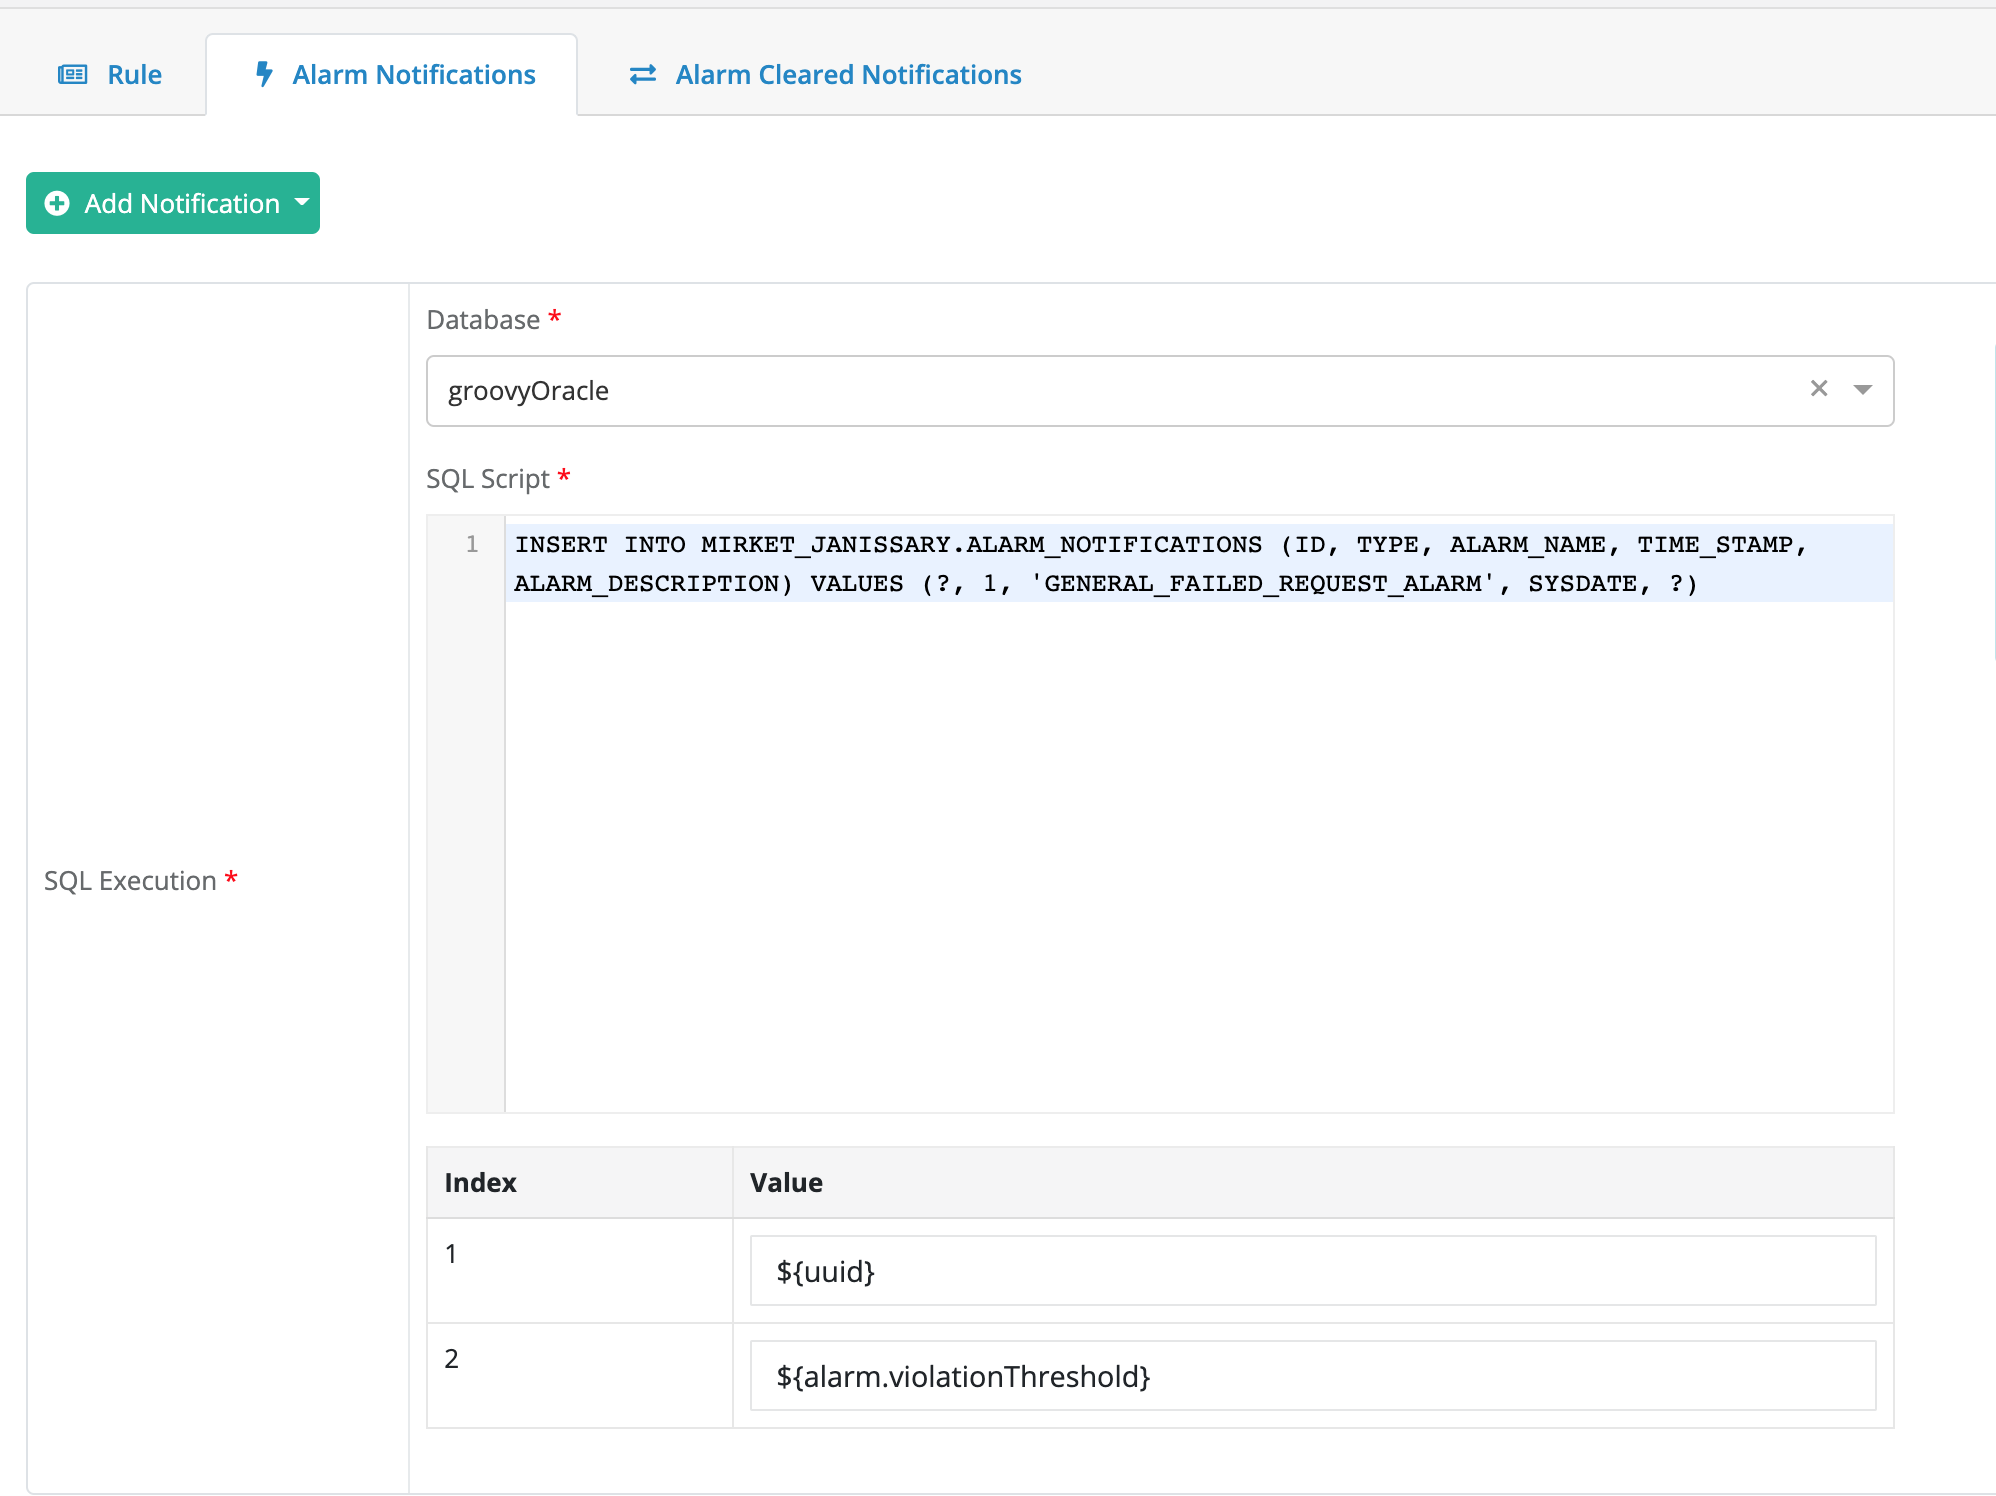 Rule
Alarm Notifications
Alarm Cleared Notifications
Add Notification
Database *
groovyOracle
SQL Script *
1
INSERT INTO MIRKET_JANISSARY.ALARM_NOTIFICATIONS (ID, TYPE, ALARM_NAME, TIME_STAMP,
ALARM_DESCRIPTION) VALUES (?, 1, 'GENERAL_FAILED_REQUEST_ALARM', SYSDATE, ?)
SQL Execution *
Index Value
1 ${uuid}
2 ${alarm.violationThreshold}